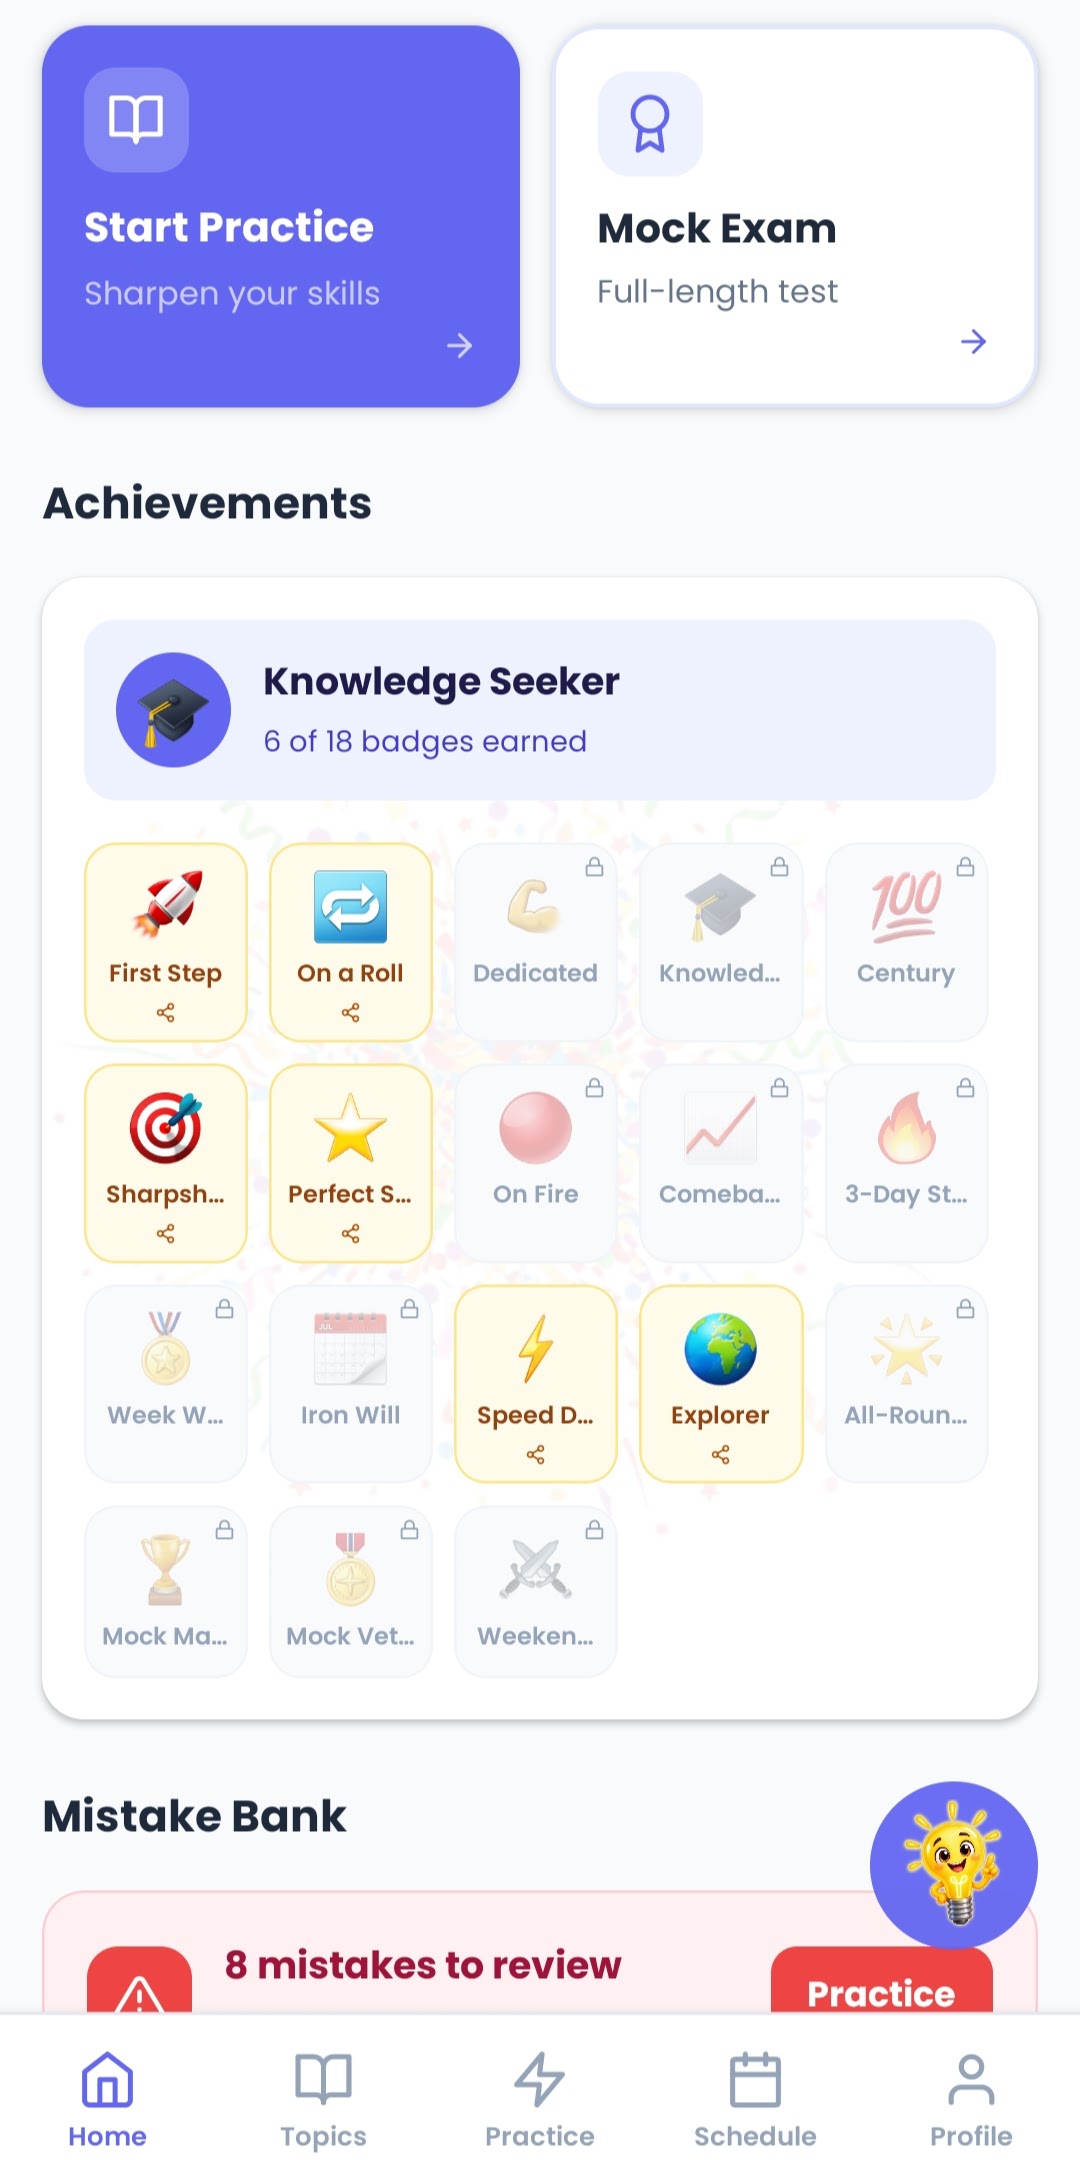 Start Practice
Sharpen your skills
Mock Exam
Full-length test
Achievements
Knowledge Seeker
6 of 18 badges earned
First Step
On a Roll
Dedicated
Knowled...
100
Century
Sharpsh...
Perfect S...
On Fire
Comeba...
3-Day St...
Week W...
JUL
Iron Will
Speed D...
Explorer
All-Roun...
Mock Ma...
Mock Vet...
Weeken...
Mistake Bank
8 mistakes to review
Practice
Home
Topics
Practice
Schedule
Profile